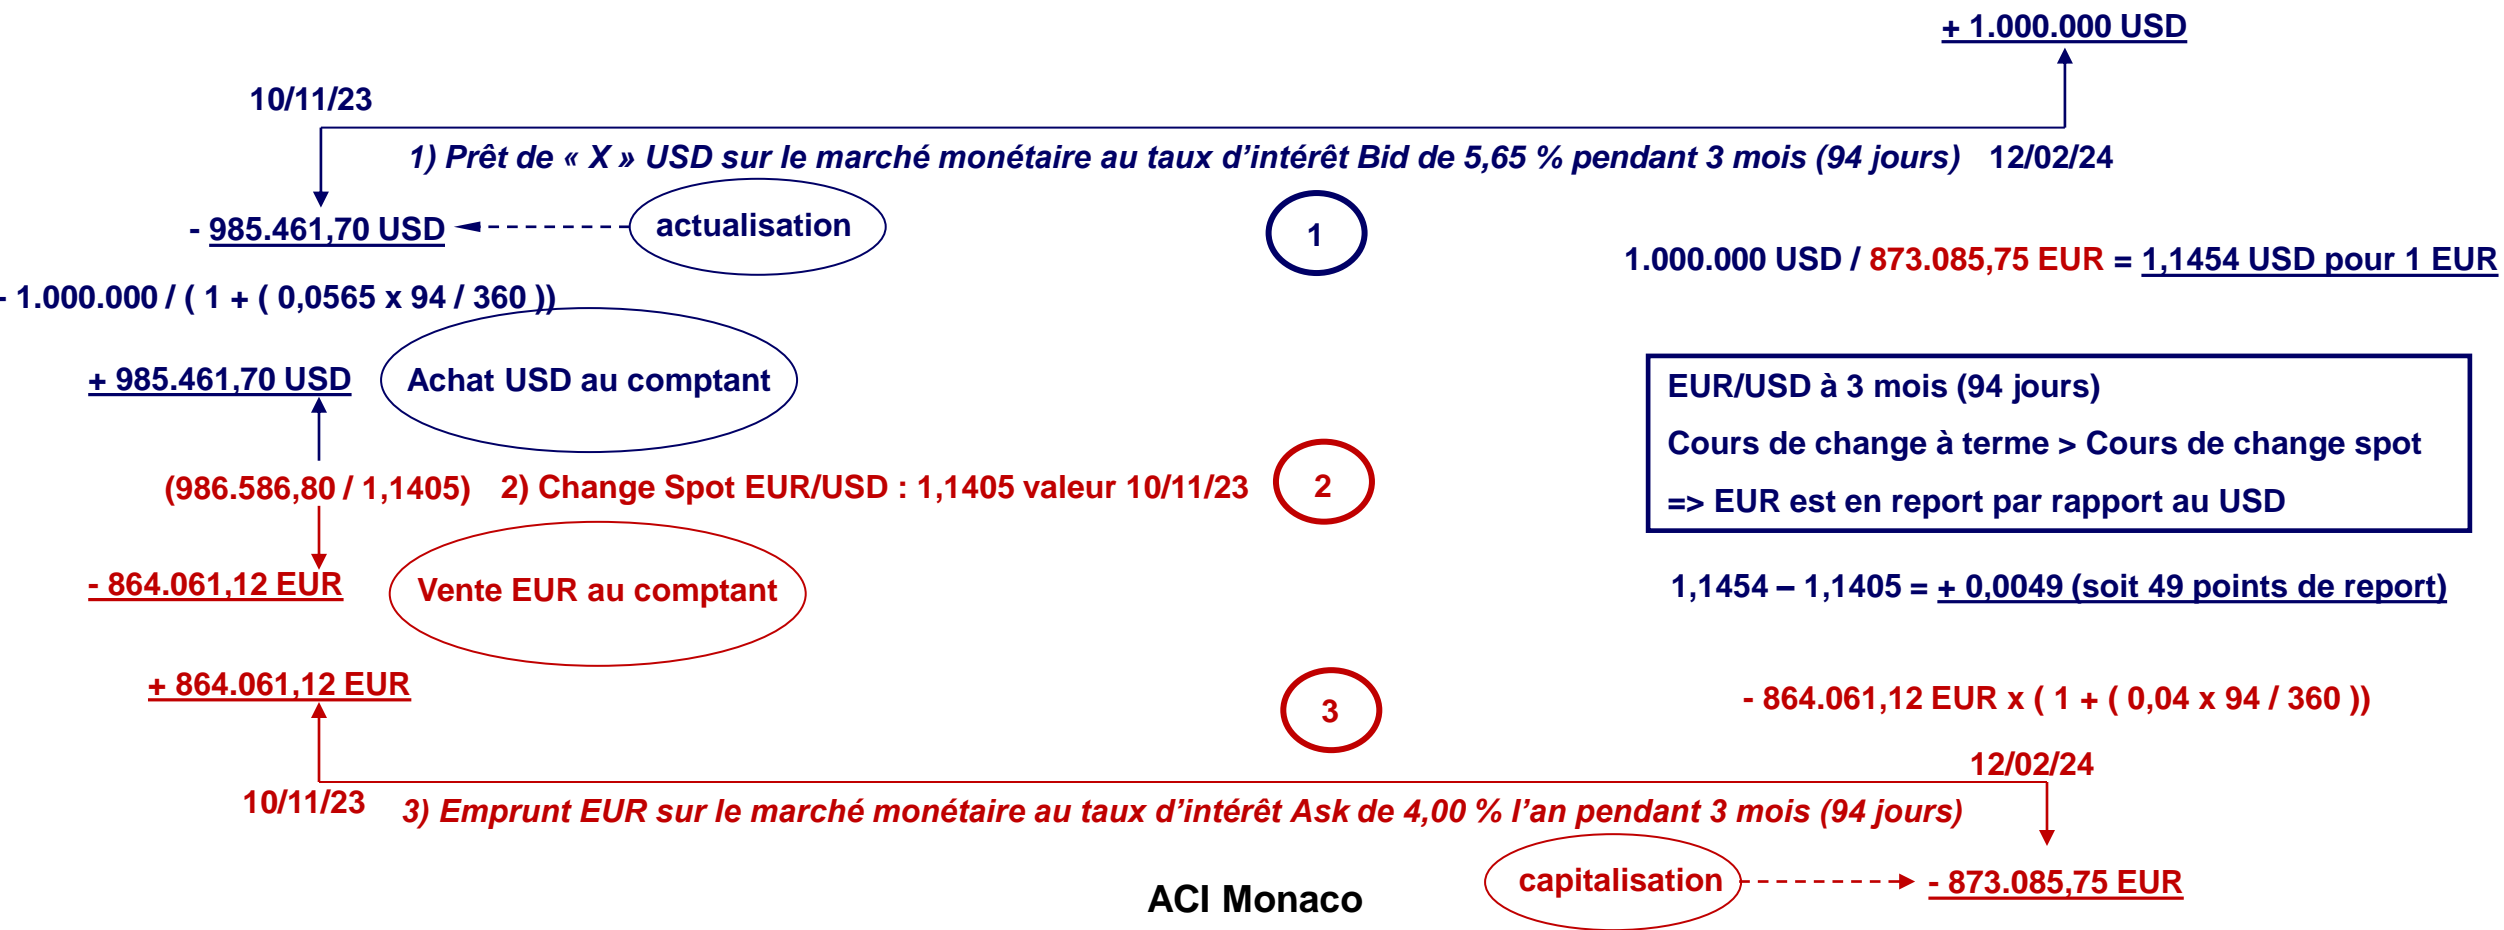 + 1.000.000 USD
10/11/23
1) Prêt de « X » USD sur le marché monétaire au taux d'intérêt Bid de 5,65 % pendant 3 mois (94 jours) 12/02/24
- 985.461,70 USD
actualisation
1
1.000.000 USD / 873.085,75 EUR = 1,1454 USD pour 1 EUR
- 1.000.000 / ( 1 + ( 0,0565 x 94 / 360 ))
+ 985.461,70 USD
Achat USD au comptant
EUR/USD à 3 mois (94 jours)
Cours de change à terme > Cours de change spot
=> EUR est en report par rapport au USD
(986.586,80 / 1,1405)
2) Change Spot EUR/USD : 1,1405 valeur 10/11/23
2
- 864.061,12 EUR
Vente EUR au comptant
1,1454 – 1,1405 = + 0,0049 (soit 49 points de report)
+ 864.061,12 EUR
3
- 864.061,12 EUR x ( 1 + ( 0,04 x 94 / 360 ))
12/02/24
10/11/23
3) Emprunt EUR sur le marché monétaire au taux d'intérêt Ask de 4,00 % l'an pendant 3 mois (94 jours)
capitalisation
- 873.085,75 EUR
ACI Monaco